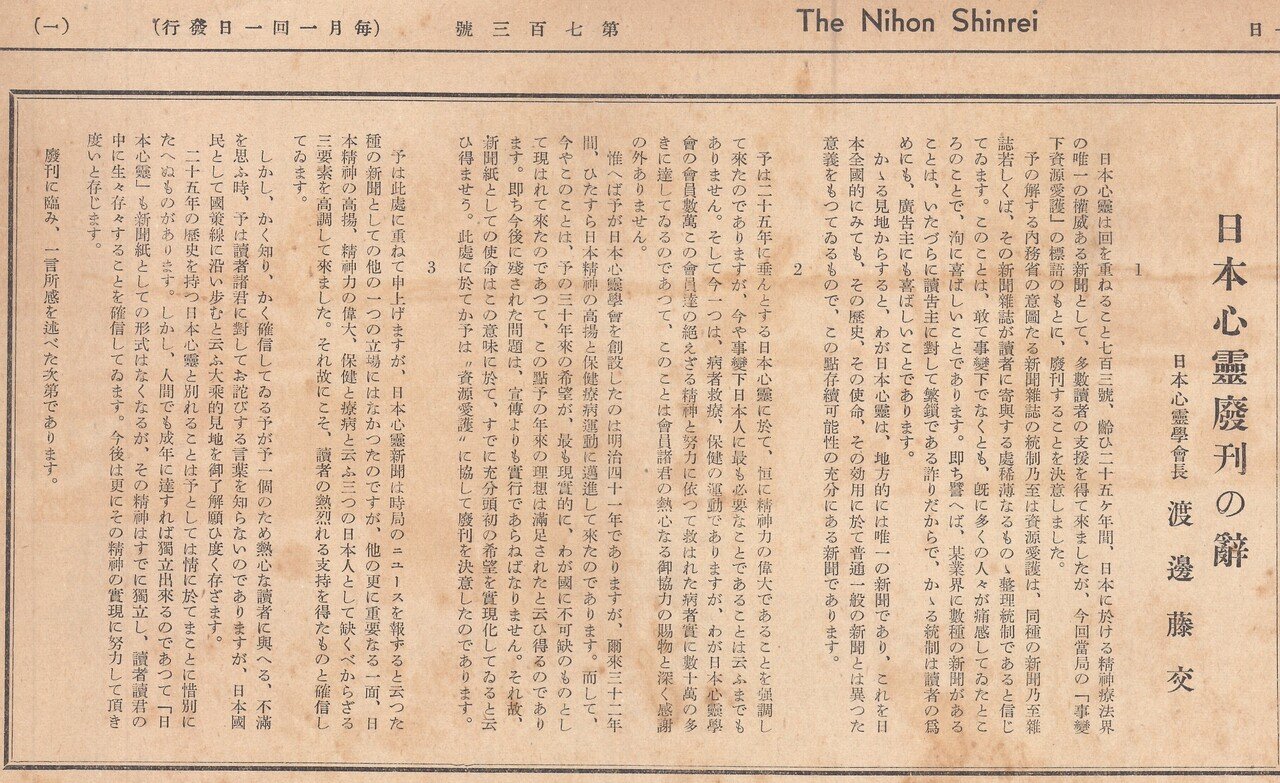 (一)
(行發日一回一月每)
號三百七第
The Nihon Shinrei
日
日本心靈廢刊の辭
日本心靈學會長 渡邊藤交
1
日本心靈は回を重ねること七百三號、齡ひ二十五ヶ年間、日本に於ける精神療法界
の唯一の權威ある新聞として、多數讀者の支援を得て來ましたが、今回當局の「事變
下資源愛護」の標語のもとに、廢刊することを決意しました。
予の解する内務省の意圖たる新聞雜誌の統制乃至は資源愛護は、同種の新聞乃至雜
誌若しくば、その新聞雜誌が讀者に寄與する處稀薄なるものゝ整理統制であると信じ
てゐます。このことは、敢て事變下でなくとも、旣に多くの人々が痛感してゐたとこ
ろのことで、洵に喜ばしいことであります。即ち譬へば、某業界に數種の新聞がある
ことは、いたづらに讀告主に對して繁鎖である許りだからで、かゝる統制は讀者の爲
めにも、廣告主にも喜ばしいことであります。
かゝる見地からすると、わが日本心靈は、地方的には唯一の新聞であり、これを日
本全國的にみても、その歷史、その使命、その効用に於て普通一般の新聞とは異つた
意義をもつてゐるもので、この點存續可能性の充分にある新聞であります。
2
予は二十五年に垂んとする日本心靈に於て、恒に精神力の偉大であることを强調し
て來たのでありますが、今や事變下日本人に最も必要なことであることは云ふまでも
ありません。そして今一つは、病者救療、保健の運動でありますが、わが日本心靈學
會の會員數萬この會員達の絕えざる精神と努力に依つて救はれた病者實に數十萬の多
きに達してゐるのであつて、このことは會員諸君の熱心なる御協力の賜物と深く感謝
の外ありません。
惟へば予が日本心靈學會を創設したのは明治四十一年でありますが、爾來三十二年
間、ひたすら日本精神の高揚と保健療病運動に邁進して來たのであります。而して、
今やこのことは、予の三十年來の希望が、最も現實的に、わが國に不可缺のものとし
て現はれて來たのであつて、この點予の年來の理想は滿足されたと云ひ得るのであり
ます。即ち今後に殘された問題は、宣傳よりも實行であらねばなりません。それ故、
新聞紙としての使命はこの意味に於て、すでに充分頭初の希望を實現化してゐると云
ひ得ませう。此處に於てか予は〝資源愛護〟に協して廢刊を決意したのであります。
3
予は此處に重ねて申上げますが、日本心靈新聞は時局のニュースを報ずると云つた
種の新聞としての他の一つの立場にはなかつたのですが、他の更に重要なる一面、日
本精神の高揚、精神力の偉大、保健と療病と云ふ三つの日本人として缺くべからざる
三要素を高調して來ました。それ故にこそ、讀者の熱烈れる支持を得たものと確信し
てゐます。
しかし、かく知り、かく確信してゐる予が予一個のため熱心な讀者に與へる、不滿
を思ふ時、予は讀者諸君に對してお詫びする言葉を知らないのでありますが、日本國
民として國策線に沿い步むと云ふ大乘的見地を御了解願ひ度く存ざます。
二十五年の歷史を持つ日本心靈と別れることは予としては情に於てまことに惜別に
たへぬものがあります。しかし、人間でも成年に達すれば獨立出來るのであつて「日
本心靈」も新聞紙としての形式はなくなるが、その精神はすでに獨立し、讀者讀君の
中に生々存々することを確信してゐます。今後は更にその精神の實現に努力して頂き
度いと存じます。
廢刊に臨み、一言所感を述べた次第であります。